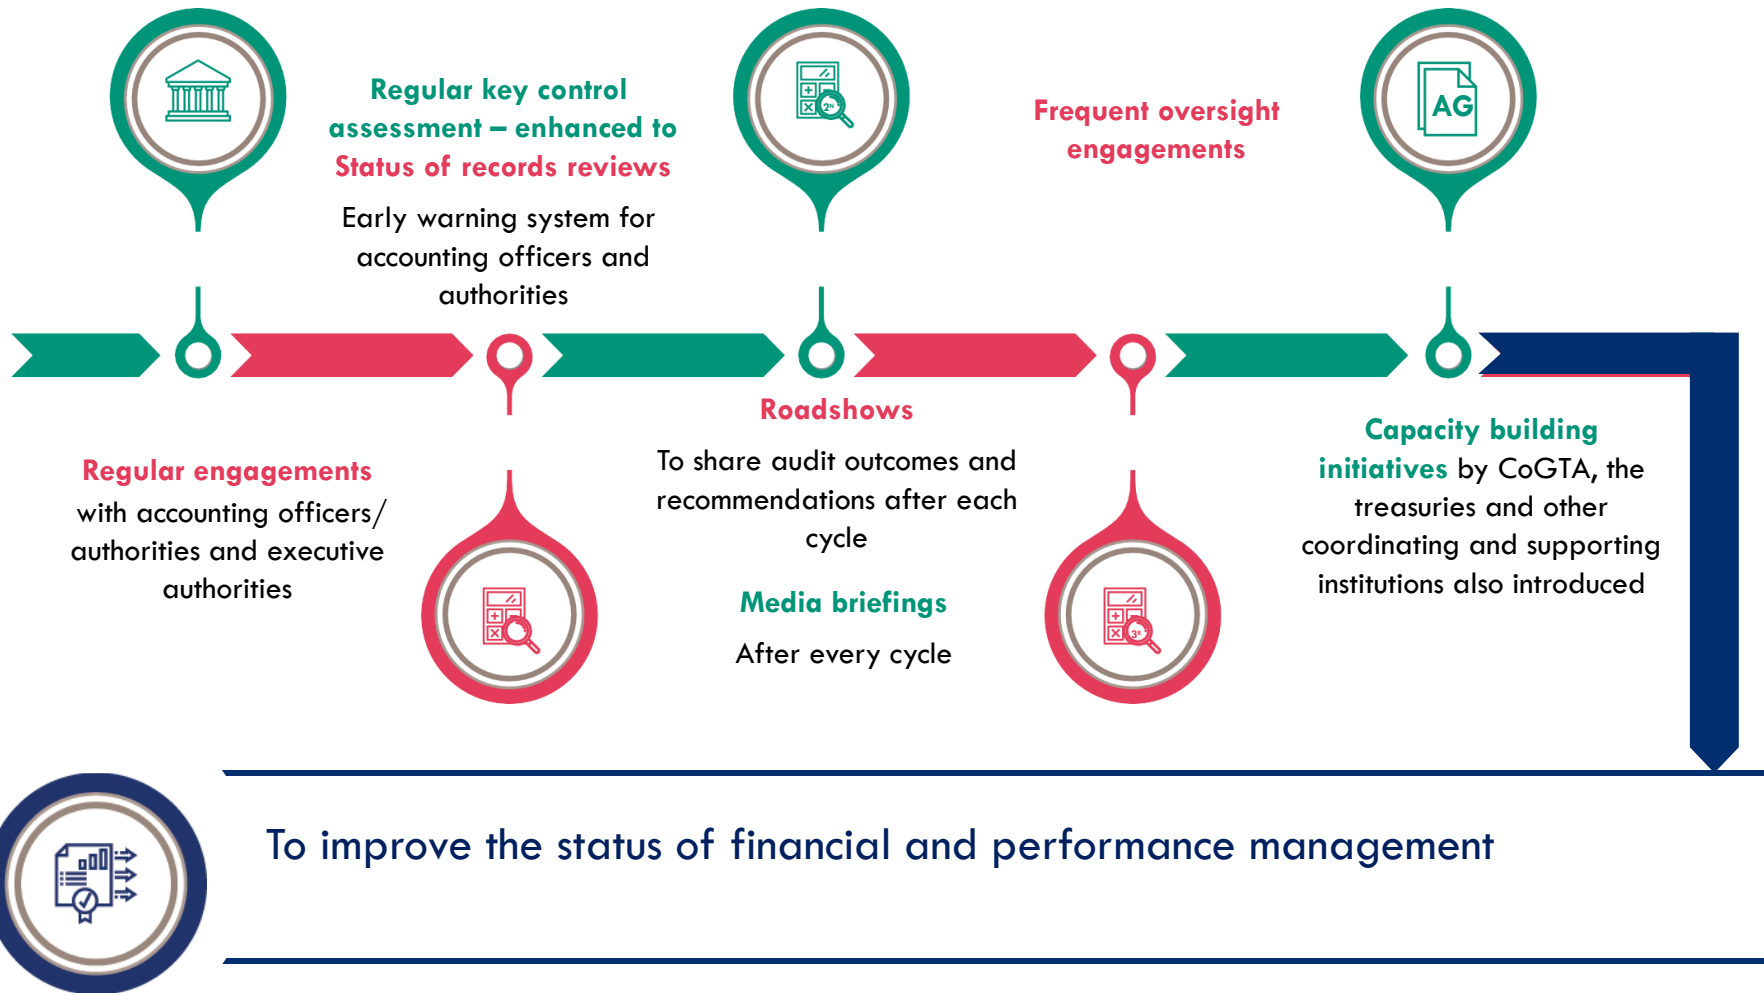 Regular key control
assessment – enhanced to
Status of records reviews
Early warning system for
accounting officers and
authorities
2ᴺ
Frequent oversight
engagements
AG
Regular engagements
with accounting officers/
authorities and executive
authorities
Roadshows
To share audit outcomes and
recommendations after each
cycle
Media briefings
After every cycle
Capacity building
initiatives by CoGTA, the
treasuries and other
coordinating and supporting
institutions also introduced
To improve the status of financial and performance management